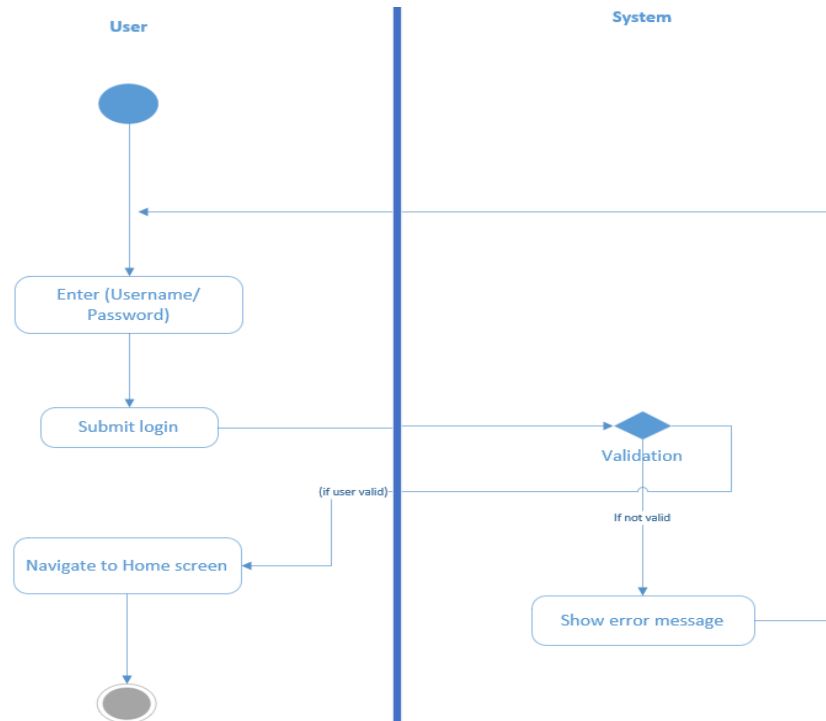 User
System
Enter (Username/
Password)
Submit login
Validation
(if user valid)
If not valid
Navigate to Home screen
Show error message